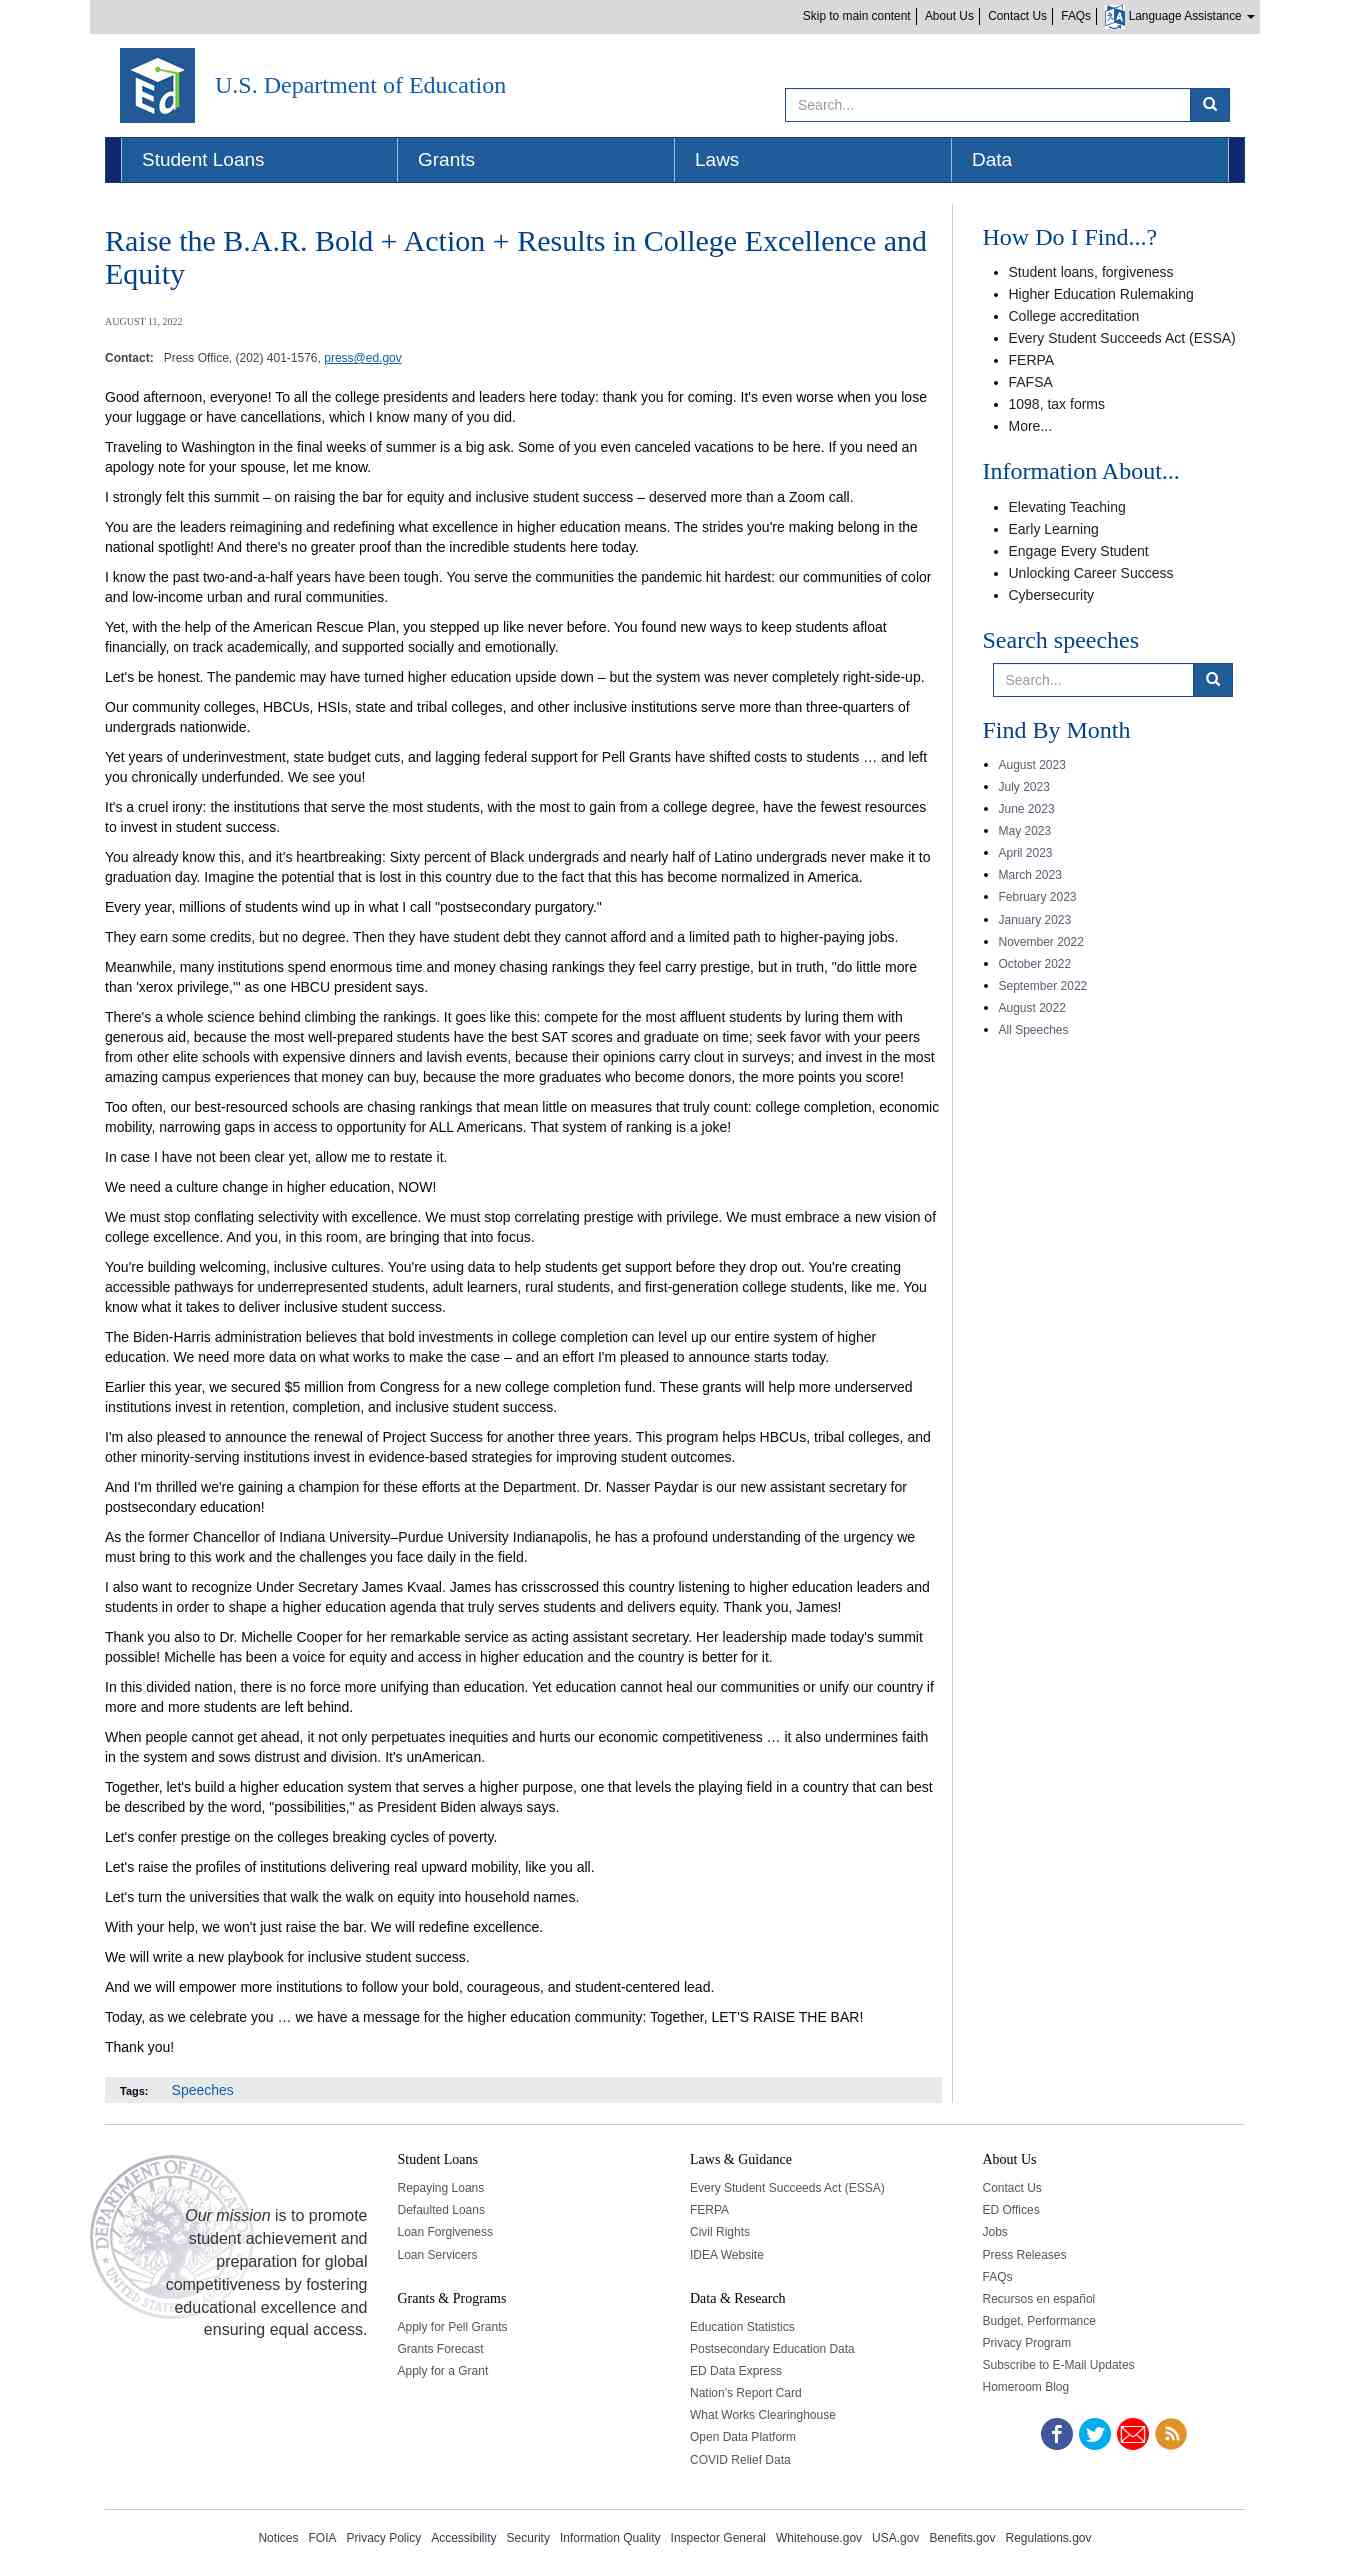 Skip to main content
About Us
Contact Us
FAQs
Language Assistance
U.S. Department of Education
Search...
Student Loans
Grants
Laws
Data
Raise the B.A.R. Bold + Action + Results in College Excellence and
Equity
AUGUST 11, 2022
Contact: Press Office, (202) 401-1576, press@ed.gov
Good afternoon, everyone! To all the college presidents and leaders here today: thank you for coming. It's even worse when you lose
your luggage or have cancellations, which I know many of you did.
Traveling to Washington in the final weeks of summer is a big ask. Some of you even canceled vacations to be here. If you need an
apology note for your spouse, let me know.
I strongly felt this summit – on raising the bar for equity and inclusive student success – deserved more than a Zoom call.
You are the leaders reimagining and redefining what excellence in higher education means. The strides you're making belong in the
national spotlight! And there's no greater proof than the incredible students here today.
I know the past two-and-a-half years have been tough. You serve the communities the pandemic hit hardest: our communities of color
and low-income urban and rural communities.
Yet, with the help of the American Rescue Plan, you stepped up like never before. You found new ways to keep students afloat
financially, on track academically, and supported socially and emotionally.
Let's be honest. The pandemic may have turned higher education upside down – but the system was never completely right-side-up.
Our community colleges, HBCUs, HSIs, state and tribal colleges, and other inclusive institutions serve more than three-quarters of
undergrads nationwide.
Yet years of underinvestment, state budget cuts, and lagging federal support for Pell Grants have shifted costs to students … and left
you chronically underfunded. We see you!
It's a cruel irony: the institutions that serve the most students, with the most to gain from a college degree, have the fewest resources
to invest in student success.
You already know this, and it's heartbreaking: Sixty percent of Black undergrads and nearly half of Latino undergrads never make it to
graduation day. Imagine the potential that is lost in this country due to the fact that this has become normalized in America.
Every year, millions of students wind up in what I call "postsecondary purgatory."
They earn some credits, but no degree. Then they have student debt they cannot afford and a limited path to higher-paying jobs.
Meanwhile, many institutions spend enormous time and money chasing rankings they feel carry prestige, but in truth, "do little more
than 'xerox privilege,'" as one HBCU president says.
There's a whole science behind climbing the rankings. It goes like this: compete for the most affluent students by luring them with
generous aid, because the most well-prepared students have the best SAT scores and graduate on time; seek favor with your peers
from other elite schools with expensive dinners and lavish events, because their opinions carry clout in surveys; and invest in the most
amazing campus experiences that money can buy, because the more graduates who become donors, the more points you score!
Too often, our best-resourced schools are chasing rankings that mean little on measures that truly count: college completion, economic
mobility, narrowing gaps in access to opportunity for ALL Americans. That system of ranking is a joke!
In case I have not been clear yet, allow me to restate it.
We need a culture change in higher education, NOW!
We must stop conflating selectivity with excellence. We must stop correlating prestige with privilege. We must embrace a new vision of
college excellence. And you, in this room, are bringing that into focus.
You're building welcoming, inclusive cultures. You're using data to help students get support before they drop out. You're creating
accessible pathways for underrepresented students, adult learners, rural students, and first-generation college students, like me. You
know what it takes to deliver inclusive student success.
The Biden-Harris administration believes that bold investments in college completion can level up our entire system of higher
education. We need more data on what works to make the case – and an effort I'm pleased to announce starts today.
Earlier this year, we secured $5 million from Congress for a new college completion fund. These grants will help more underserved
institutions invest in retention, completion, and inclusive student success.
I'm also pleased to announce the renewal of Project Success for another three years. This program helps HBCUs, tribal colleges, and
other minority-serving institutions invest in evidence-based strategies for improving student outcomes.
And I'm thrilled we're gaining a champion for these efforts at the Department. Dr. Nasser Paydar is our new assistant secretary for
postsecondary education!
As the former Chancellor of Indiana University–Purdue University Indianapolis, he has a profound understanding of the urgency we
must bring to this work and the challenges you face daily in the field.
I also want to recognize Under Secretary James Kvaal. James has crisscrossed this country listening to higher education leaders and
students in order to shape a higher education agenda that truly serves students and delivers equity. Thank you, James!
Thank you also to Dr. Michelle Cooper for her remarkable service as acting assistant secretary. Her leadership made today's summit
possible! Michelle has been a voice for equity and access in higher education and the country is better for it.
In this divided nation, there is no force more unifying than education. Yet education cannot heal our communities or unify our country if
more and more students are left behind.
When people cannot get ahead, it not only perpetuates inequities and hurts our economic competitiveness … it also undermines faith
in the system and sows distrust and division. It's unAmerican.
Together, let's build a higher education system that serves a higher purpose, one that levels the playing field in a country that can best
be described by the word, "possibilities," as President Biden always says.
Let's confer prestige on the colleges breaking cycles of poverty.
Let's raise the profiles of institutions delivering real upward mobility, like you all.
Let's turn the universities that walk the walk on equity into household names.
With your help, we won't just raise the bar. We will redefine excellence.
We will write a new playbook for inclusive student success.
And we will empower more institutions to follow your bold, courageous, and student-centered lead.
Today, as we celebrate you … we have a message for the higher education community: Together, LET'S RAISE THE BAR!
Thank you!
Tags: Speeches
How Do I Find...?
Student loans, forgiveness
Higher Education Rulemaking
College accreditation
Every Student Succeeds Act (ESSA)
FERPA
FAFSA
1098, tax forms
More...
Information About...
Elevating Teaching
Early Learning
Engage Every Student
Unlocking Career Success
Cybersecurity
Search speeches
Search...
Find By Month
August 2023
July 2023
June 2023
May 2023
April 2023
March 2023
February 2023
January 2023
November 2022
October 2022
September 2022
August 2022
All Speeches
Our mission is to promote
student achievement and
preparation for global
competitiveness by fostering
educational excellence and
ensuring equal access.
Student Loans
Repaying Loans
Defaulted Loans
Loan Forgiveness
Loan Servicers
Grants & Programs
Apply for Pell Grants
Grants Forecast
Apply for a Grant
Laws & Guidance
Every Student Succeeds Act (ESSA)
FERPA
Civil Rights
IDEA Website
Data & Research
Education Statistics
Postsecondary Education Data
ED Data Express
Nation's Report Card
What Works Clearinghouse
Open Data Platform
COVID Relief Data
About Us
Contact Us
ED Offices
Jobs
Press Releases
FAQs
Recursos en español
Budget, Performance
Privacy Program
Subscribe to E-Mail Updates
Homeroom Blog
Notices FOIA Privacy Policy Accessibility Security Information Quality Inspector General Whitehouse.gov USA.gov Benefits.gov Regulations.gov